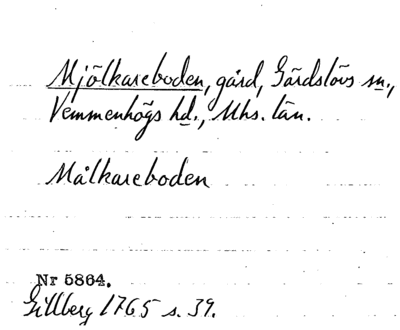 Mjölkareboden, gård, Gärdslövs sn.,
Vemmenhögs hd., Mhs. län.
Målkareboden
Nr 5864.
Gillberg 1765 s. 39.